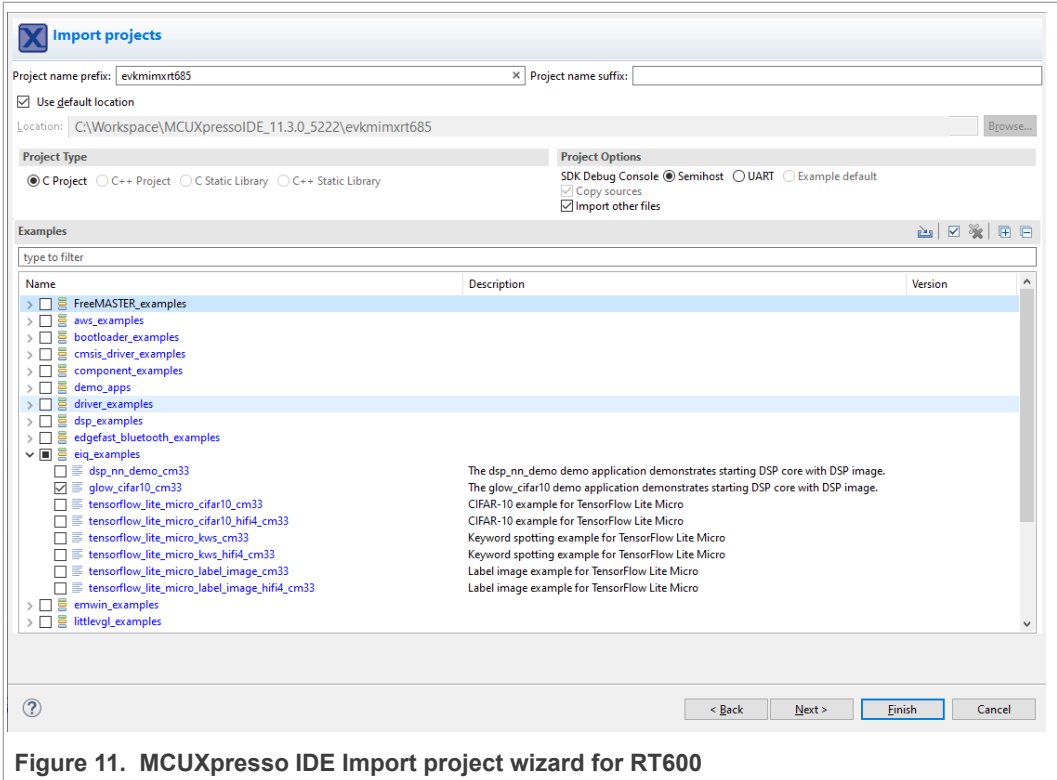 Import projects
Project name prefix: evkmimxrt685 × Project name suffix:
Use default location
Location: C:\Workspace\MCUXpressoIDE_11.3.0_5222\evkmimxrt685 Browse...
Project Type Project Options
C Project C++ Project C Static Library C++ Static Library SDK Debug Console Semihost UART Example default
Copy sources
Import other files
Examples
type to filter
Name Description Version
FreeMASTER_examples
aws_examples
bootloader_examples
cmsis_driver_examples
component_examples
demo_apps
driver_examples
dsp_examples
edgefast_bluetooth_examples
eiq_examples
dsp_nn_demo_cm33 The dsp_nn_demo demo application demonstrates starting DSP core with DSP image.
glow_cifar10_cm33 The glow_cifar10 demo application demonstrates starting DSP core with DSP image.
tensorflow_lite_micro_cifar10_cm33 CIFAR-10 example for TensorFlow Lite Micro
tensorflow_lite_micro_cifar10_hifi4_cm33 CIFAR-10 example for TensorFlow Lite Micro
tensorflow_lite_micro_kws_cm33 Keyword spotting example for TensorFlow Lite Micro
tensorflow_lite_micro_kws_hifi4_cm33 Keyword spotting example for TensorFlow Lite Micro
tensorflow_lite_micro_label_image_cm33 Label image example for TensorFlow Lite Micro
tensorflow_lite_micro_label_image_hifi4_cm33 Label image example for TensorFlow Lite Micro
emwin_examples
littlevgl_examples
? < Back Next > Finish Cancel
Figure 11. MCUXpresso IDE Import project wizard for RT600